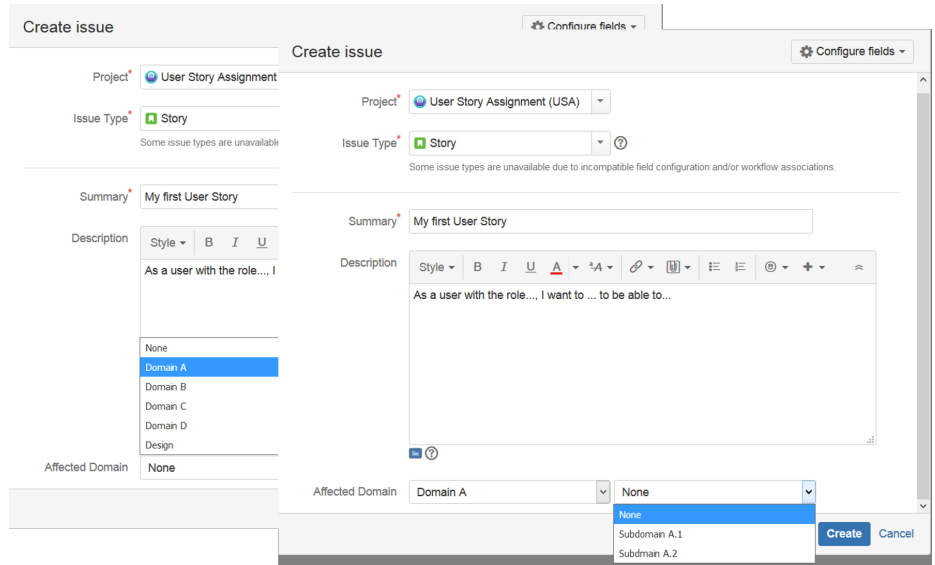 Create issue
Configure fields
Project*
User Story Assignment
Issue Type*
Story
Some issue types are unavailable
Summary*
My first User Story
Description
Style B I U
As a user with the role..., I
None
Domain A
Domain B
Domain C
Domain D
Design
Affected Domain
None
Create issue
Configure fields
Project*
User Story Assignment (USA)
Issue Type*
Story
Some issue types are unavailable due to incompatible field configuration and/or workflow associations.
Summary*
My first User Story
Description
Style B I U A ªA
As a user with the role..., I want to ... to be able to...
Affected Domain
Domain A
None
None
Subdomain A.1
Subdmain A.2
Create Cancel